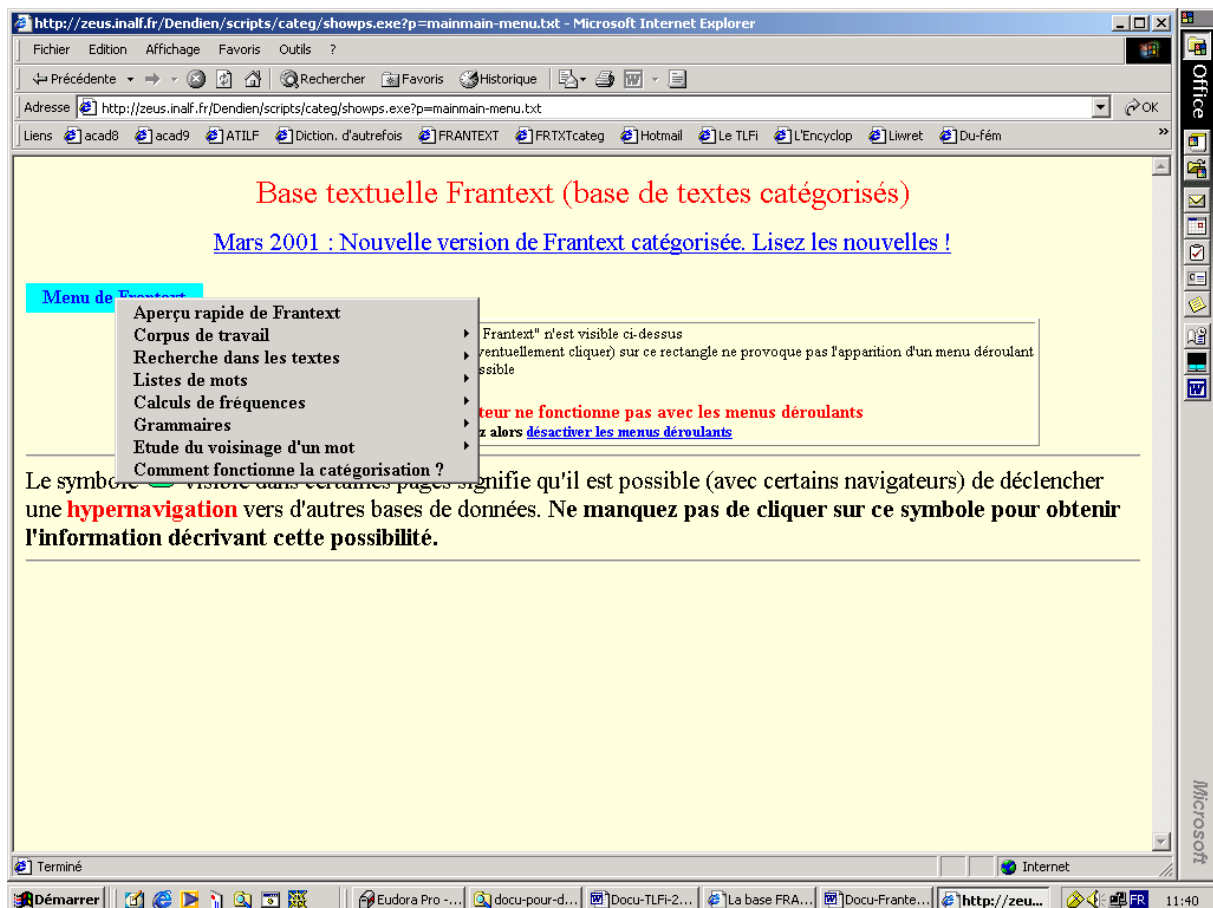 http://zeus.inalf.fr/Dendien/scripts/categ/showps.exe?p=mainmain-menu.txt - Microsoft Internet Explorer
Fichier Edition Affichage Favoris Outils ?
Précédente Rechercher Favoris Historique
Adresse http://zeus.inalf.fr/Dendien/scripts/categ/showps.exe?p=mainmain-menu.txt OK
Liens acad8 acad9 ATILF Diction. d'autrefois FRANTEXT FRTXTcateg Hotmail Le TLFi L'Encyclop Liwret Du-fém »
Base textuelle Frantext (base de textes catégorisés)
Mars 2001 : Nouvelle version de Frantext catégorisée. Lisez les nouvelles !
Menu de Frantext
Aperçu rapide de Frantext
Corpus de travail
Recherche dans les textes
Listes de mots
Calculs de fréquences
Grammaires
Etude du voisinage d'un mot
Comment fonctionne la catégorisation ?
Frantext" n'est visible ci-dessus
ventuellement cliquer) sur ce rectangle ne provoque pas l'apparition d'un menu déroulant
ssible
teur ne fonctionne pas avec les menus déroulants
z alors désactiver les menus déroulants
Le symbole visible dans certaines pages signifie qu'il est possible (avec certains navigateurs) de déclencher
une hypernavigation vers d'autres bases de données. Ne manquez pas de cliquer sur ce symbole pour obtenir
l'information décrivant cette possibilité.
Terminé Internet
Démarrer Eudora Pro -... docu-pour-d... Docu-TLFi-2... La base FRA... Docu-Frante... http://zeu... FR 11:40
Office
Microsoft